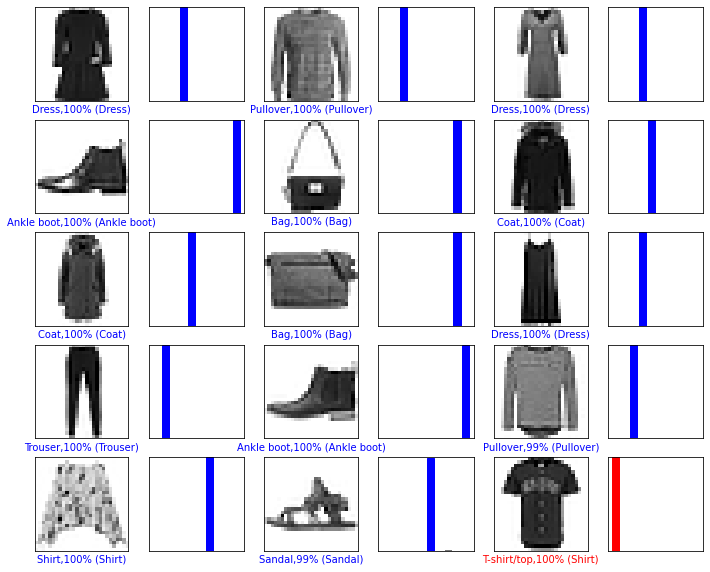 Dress,100% (Dress)
Pullover,100% (Pullover)
Dress,100% (Dress)
Ankle boot,100% (Ankle boot)
Bag,100% (Bag)
Coat,100% (Coat)
Coat,100% (Coat)
Bag,100% (Bag)
Dress,100% (Dress)
Trouser,100% (Trouser)
Ankle boot,100% (Ankle boot)
Pullover,99% (Pullover)
Shirt,100% (Shirt)
Sandal,99% (Sandal)
T-shirt/top,100% (Shirt)